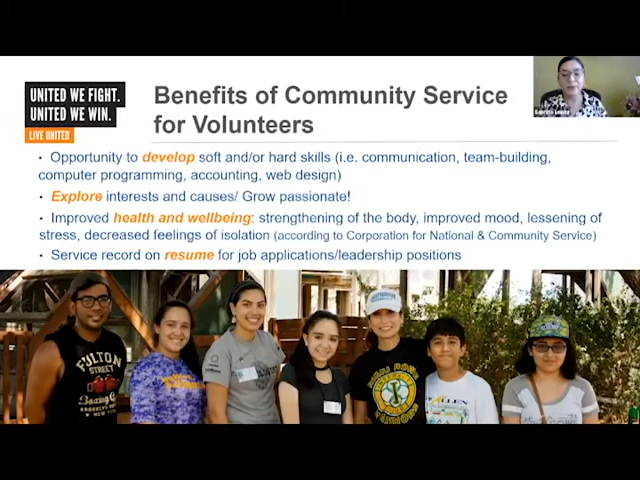 UNITED WE FIGHT.
UNITED WE WIN.
LIVE UNITED
Benefits of Community Service
for Volunteers
· Opportunity to develop soft and/or hard skills (i.e. communication, team-building,
computer programming, accounting, web design)
· Explore interests and causes/ Grow passionate!
· Improved health and wellbeing: strengthening of the body, improved mood, lessening of
stress, decreased feelings of isolation (according to Corporation for National & Community Service)
· Service record on resume for job applications/leadership positions
FULTON
STREET